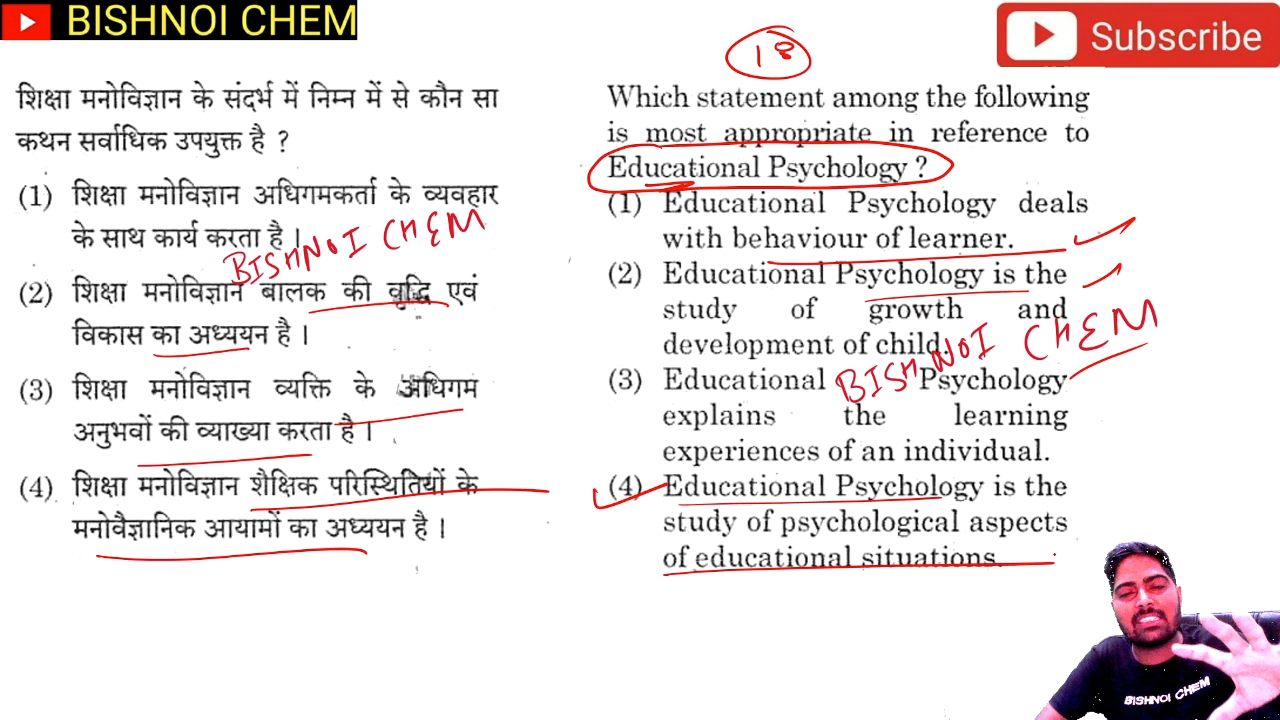 BISHNOI CHEM
Subscribe
18
शिक्षा मनोविज्ञान के संदर्भ में निम्न में से कौन सा
कथन सर्वाधिक उपयुक्त है ?
(1) शिक्षा मनोविज्ञान अधिगमकर्ता के व्यवहार
के साथ कार्य करता है ।
BISHNOI CHEM
(2) शिक्षा मनोविज्ञान बालक की वृद्धि एवं
विकास का अध्ययन है ।
(3) शिक्षा मनोविज्ञान व्यक्ति के अधिगम
अनुभवों की व्याख्या करता है ।
(4) शिक्षा मनोविज्ञान शैक्षिक परिस्थितियों के
मनोवैज्ञानिक आयामों का अध्ययन है ।
Which statement among the following
is most appropriate in reference to
Educational Psychology ?
(1) Educational Psychology deals
with behaviour of learner.
(2) Educational Psychology is the
study of growth and
development of child.
BISHNOI CHEM
(3) Educational Psychology
explains the learning
experiences of an individual.
(4) Educational Psychology is the
study of psychological aspects
of educational situations.
BISHNOI CHEM